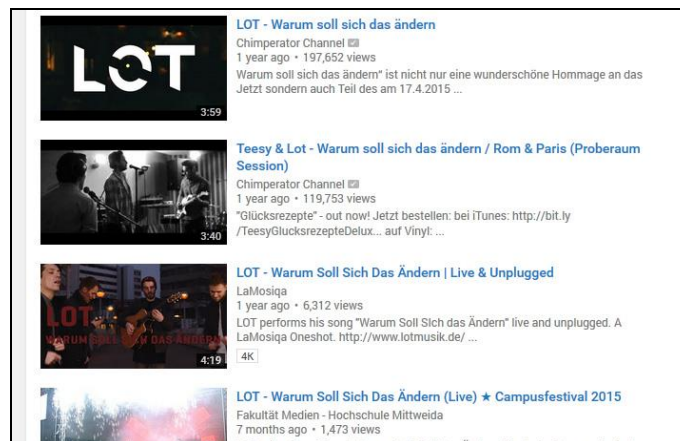 LOT
3:59
LOT - Warum soll sich das ändern
Chimperator Channel
1 year ago • 197,652 views
Warum soll sich das ändern" ist nicht nur eine wunderschöne Hommage an das
Jetzt sondern auch Teil des am 17.4.2015 ...
3:40
Teesy & Lot - Warum soll sich das ändern / Rom & Paris (Proberaum
Session)
Chimperator Channel
1 year ago • 119,753 views
"Glücksrezepte" - out now! Jetzt bestellen: bei iTunes: http://bit.ly
/TeesyGlucksrezepteDelux... auf Vinyl: ...
LOT
WARUM SOLL SICH DAS ÄNDERN
4:19
LOT - Warum Soll Sich Das Ändern | Live & Unplugged
LaMosiqa
1 year ago • 6,312 views
LOT performs his song "Warum Soll SIch das Ändern" live and unplugged. A
LaMosiqa Oneshot. http://www.lotmusik.de/ ...
4K
LOT - Warum Soll Sich Das Ändern (Live) ★ Campusfestival 2015
Fakultät Medien - Hochschule Mittweida
7 months ago • 1,473 views